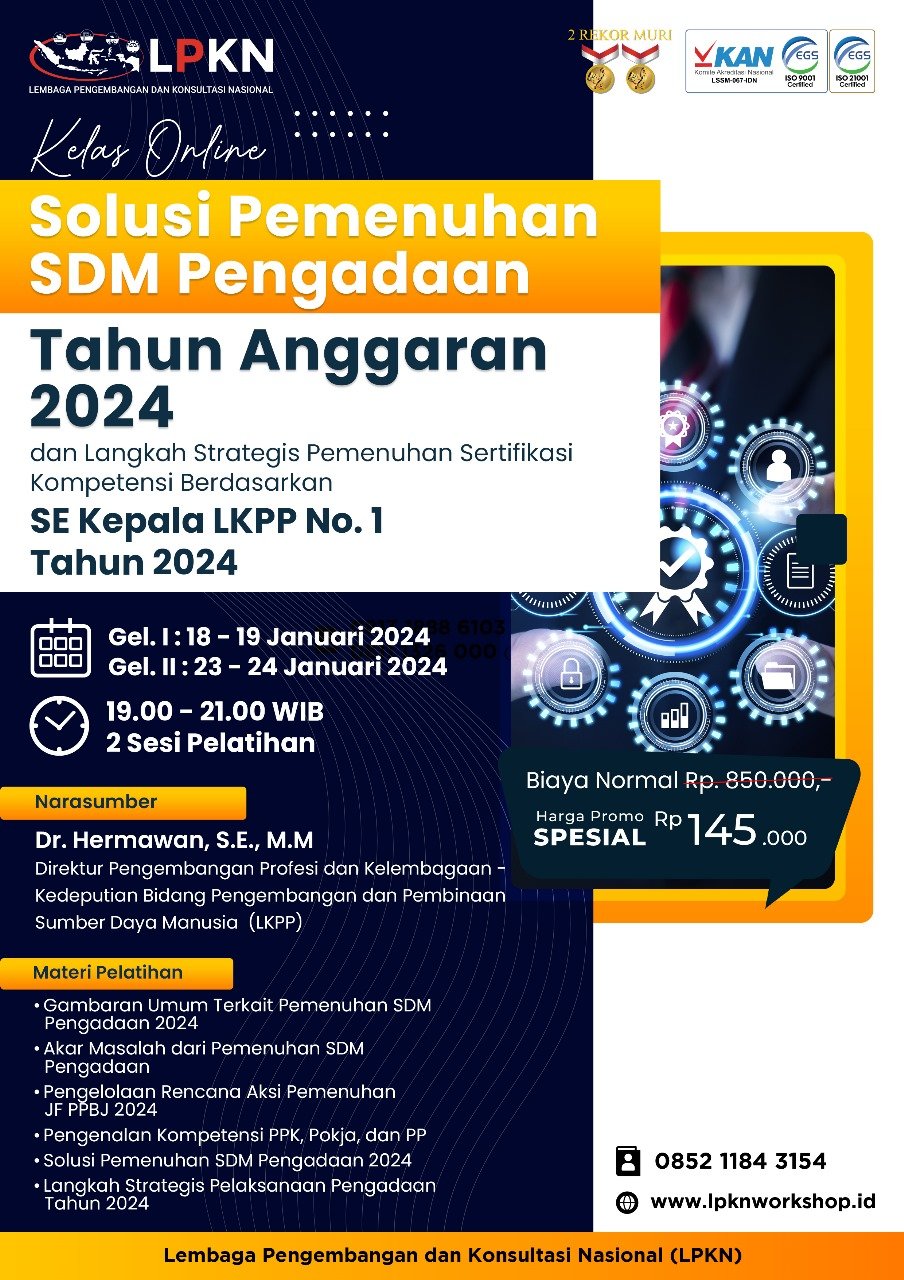 LPKN
LEMBAGA PENGEMBANGAN DAN KONSULTASI NASIONAL
2 REKOR MURI
KAN
Komite Akreditasi Nasional
LSSM-067-IDN
EGS
ISO 9001
Certified
EGS
ISO 21001
Certified
Kelas Online
Solusi Pemenuhan
SDM Pengadaan
Tahun Anggaran
2024
dan Langkah Strategis Pemenuhan Sertifikasi
Kompetensi Berdasarkan
SE Kepala LKPP No. 1
Tahun 2024
Gel. I : 18 - 19 Januari 2024
Gel. II : 23 - 24 Januari 2024
19.00 - 21.00 WIB
2 Sesi Pelatihan
Biaya Normal Rp. 850.000,-
Harga Promo
SPESIAL Rp 145.000
Narasumber
Dr. Hermawan, S.E., M.M
Direktur Pengembangan Profesi dan Kelembagaan -
Kedeputian Bidang Pengembangan dan Pembinaan
Sumber Daya Manusia (LKPP)
Materi Pelatihan
• Gambaran Umum Terkait Pemenuhan SDM
Pengadaan 2024
• Akar Masalah dari Pemenuhan SDM
Pengadaan
• Pengelolaan Rencana Aksi Pemenuhan
JF PPBJ 2024
• Pengenalan Kompetensi PPK, Pokja, dan PP
• Solusi Pemenuhan SDM Pengadaan 2024
• Langkah Strategis Pelaksanaan Pengadaan
Tahun 2024
0852 1184 3154
www.lpknworkshop.id
Lembaga Pengembangan dan Konsultasi Nasional (LPKN)